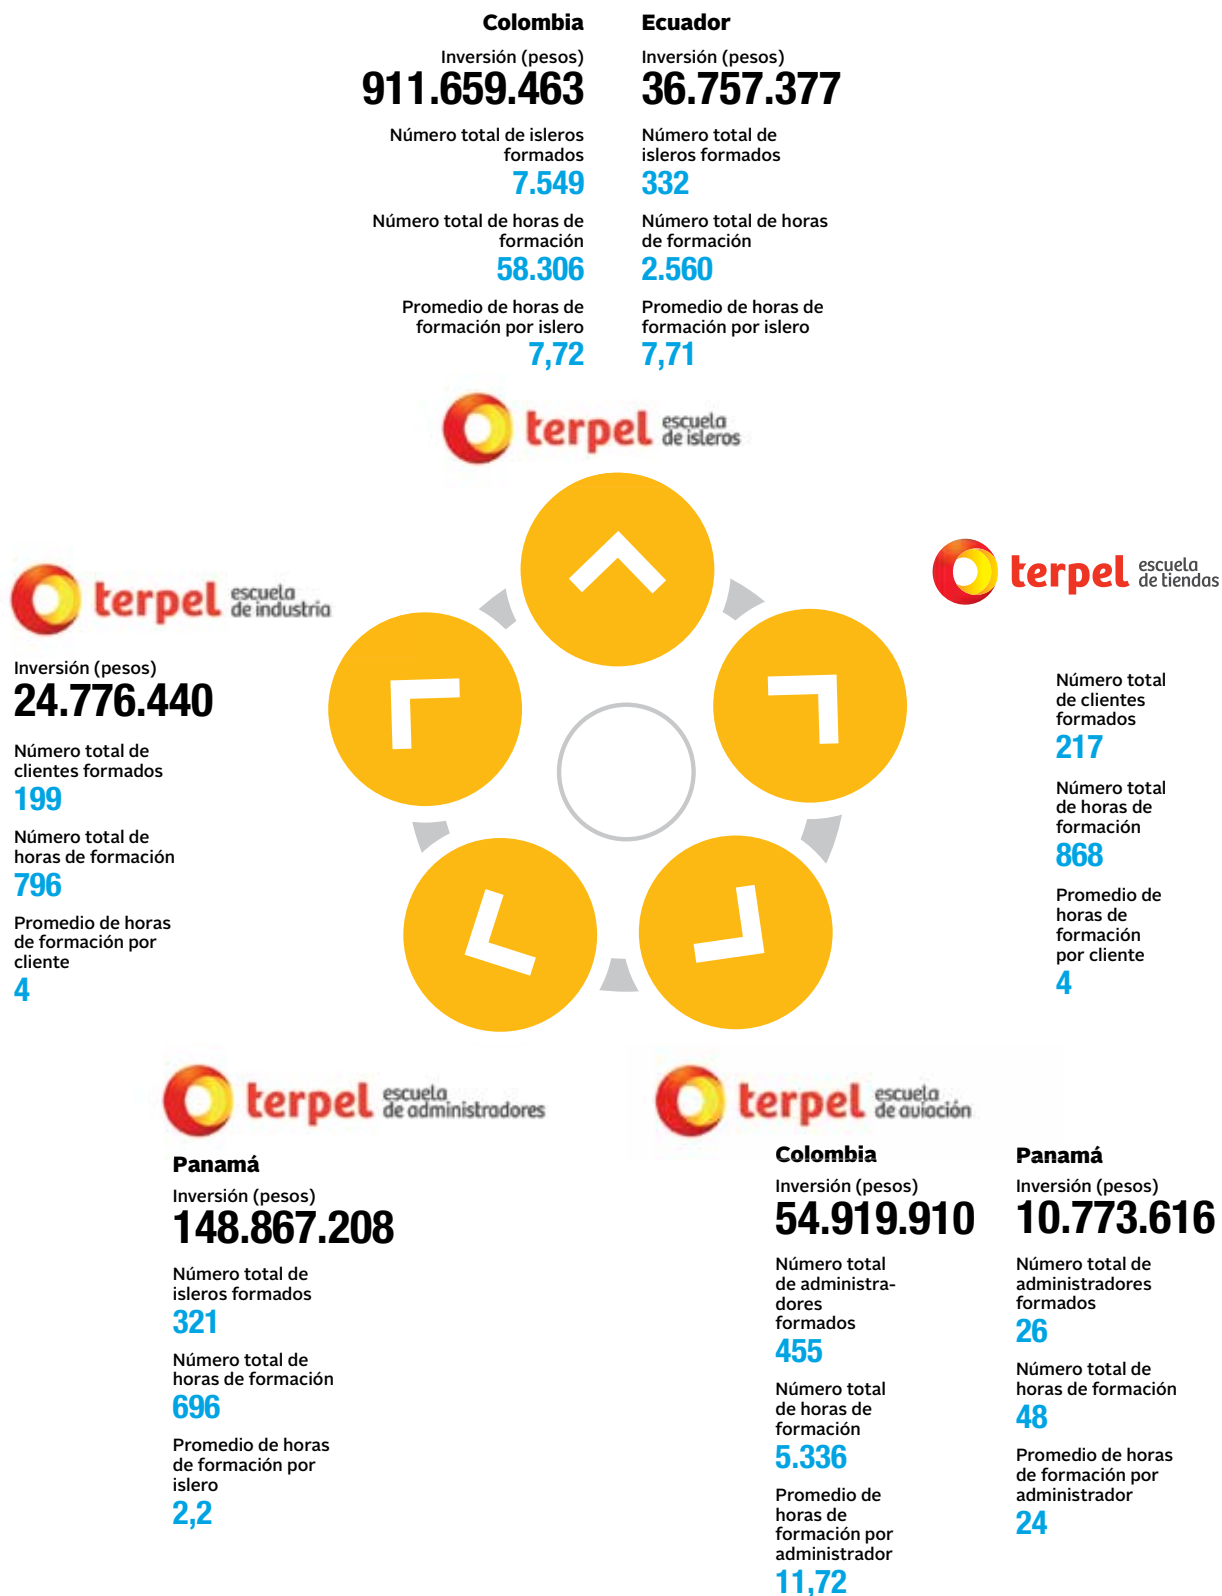 Colombia
Inversión (pesos)
911.659.463
Número total de isleros
formados
7.549
Número total de horas de
formación
58.306
Promedio de horas de
formación por islero
7,72
Ecuador
Inversión (pesos)
36.757.377
Número total de
isleros formados
332
Número total de horas
de formación
2.560
Promedio de horas de
formación por islero
7,71
terpel escuela
de isleros
terpel escuela
de industria
Inversión (pesos)
24.776.440
Número total de
clientes formados
199
Número total de
horas de formación
796
Promedio de horas
de formación por
cliente
4
terpel escuela
de tiendas
Número total
de clientes
formados
217
Número total
de horas de
formación
868
Promedio de
horas de
formación
por cliente
4
terpel escuela
de administradores
Panamá
Inversión (pesos)
148.867.208
Número total de
isleros formados
321
Número total de
horas de formación
696
Promedio de horas
de formación por
islero
2,2
terpel escuela
de aviación
Colombia
Inversión (pesos)
54.919.910
Número total
de administra-
dores
formados
455
Número total
de horas de
formación
5.336
Promedio de
horas de
formación por
administrador
11,72
Panamá
Inversión (pesos)
10.773.616
Número total de
administradores
formados
26
Número total de
horas de formación
48
Promedio de horas
de formación por
administrador
24